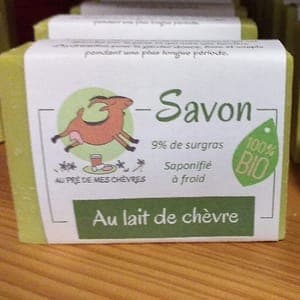 pendant une plus longue période.
Savon
9% de surgras
Saponifié
à froid
100%
BIO
AU PRÉ DE MES CHÈVRES
Au lait de chèvre